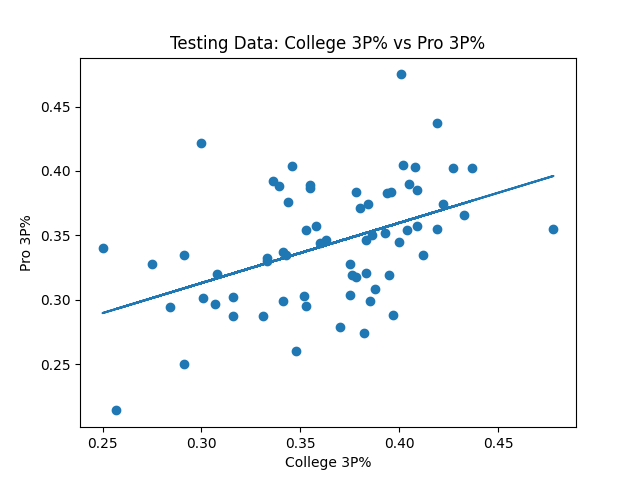 Testing Data: College 3P% vs Pro 3P%
0.45
0.40
0.35
0.30
0.25
Pro 3P%
0.25 0.30 0.35 0.40 0.45
College 3P%